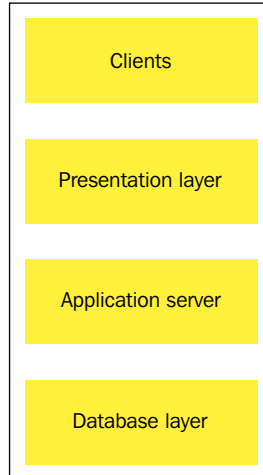 Clients
Presentation layer
Application server
Database layer